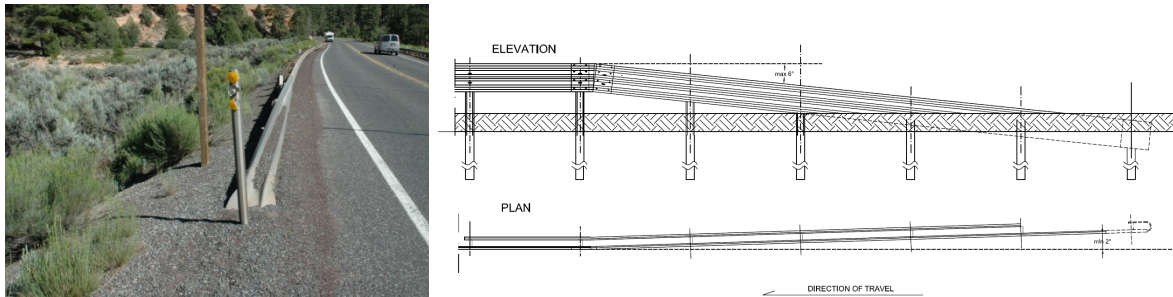 ELEVATION
max 6°
PLAN
min 2°
DIRECTION OF TRAVEL